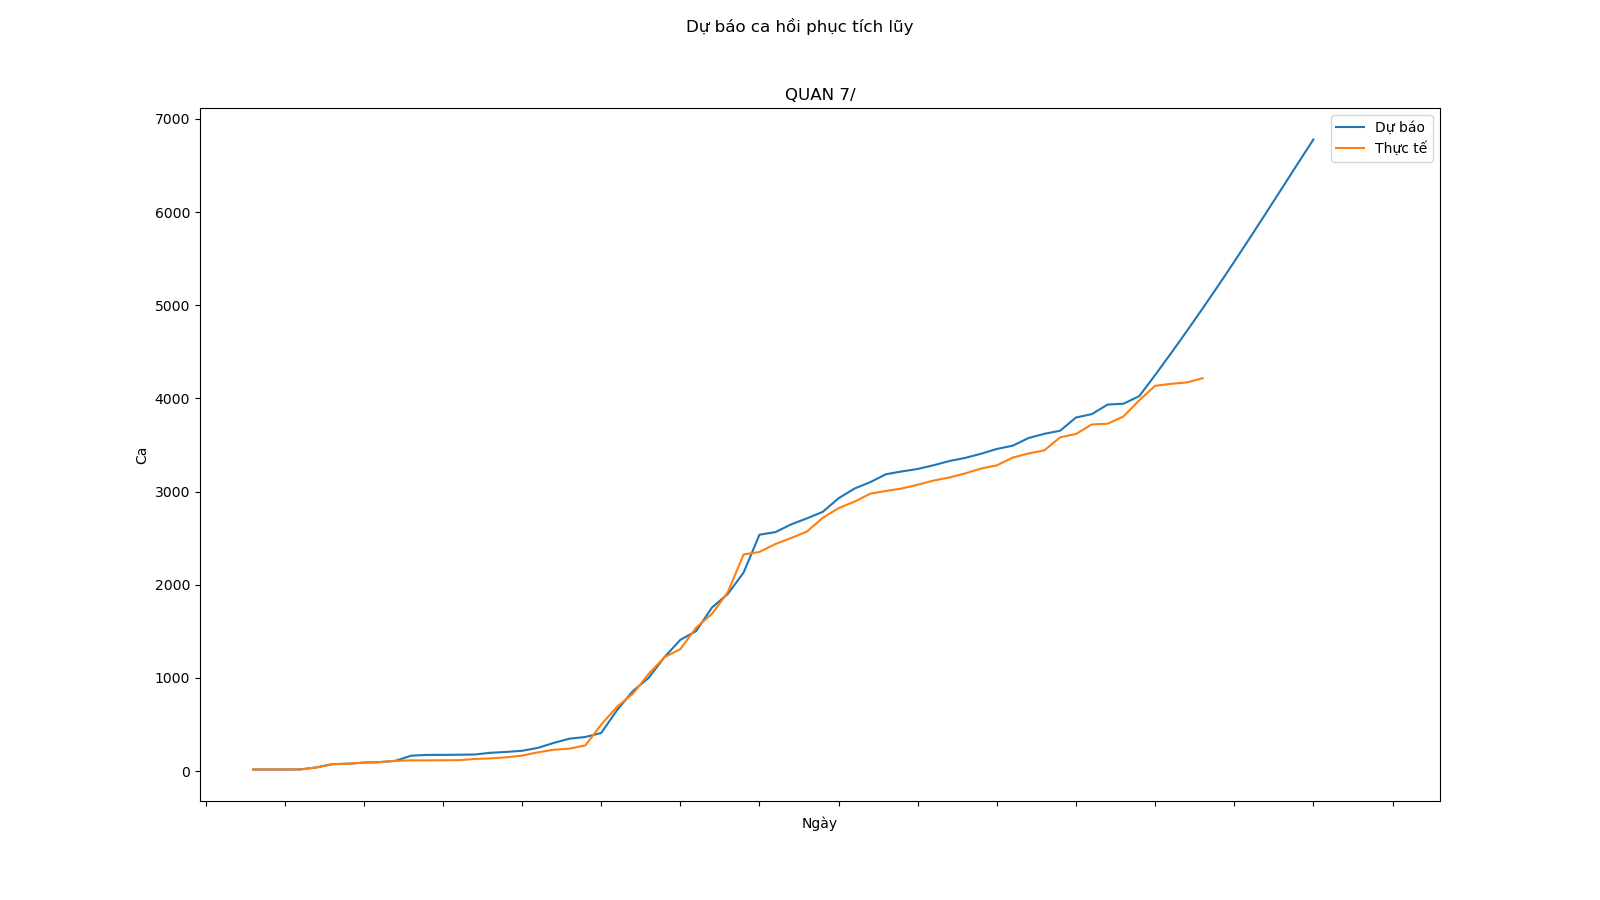 Dự báo ca hồi phục tích lũy
QUAN 7/
7000
6000
5000
4000
3000
2000
1000
0
Ca
Ngày
Dự báo
Thực tế